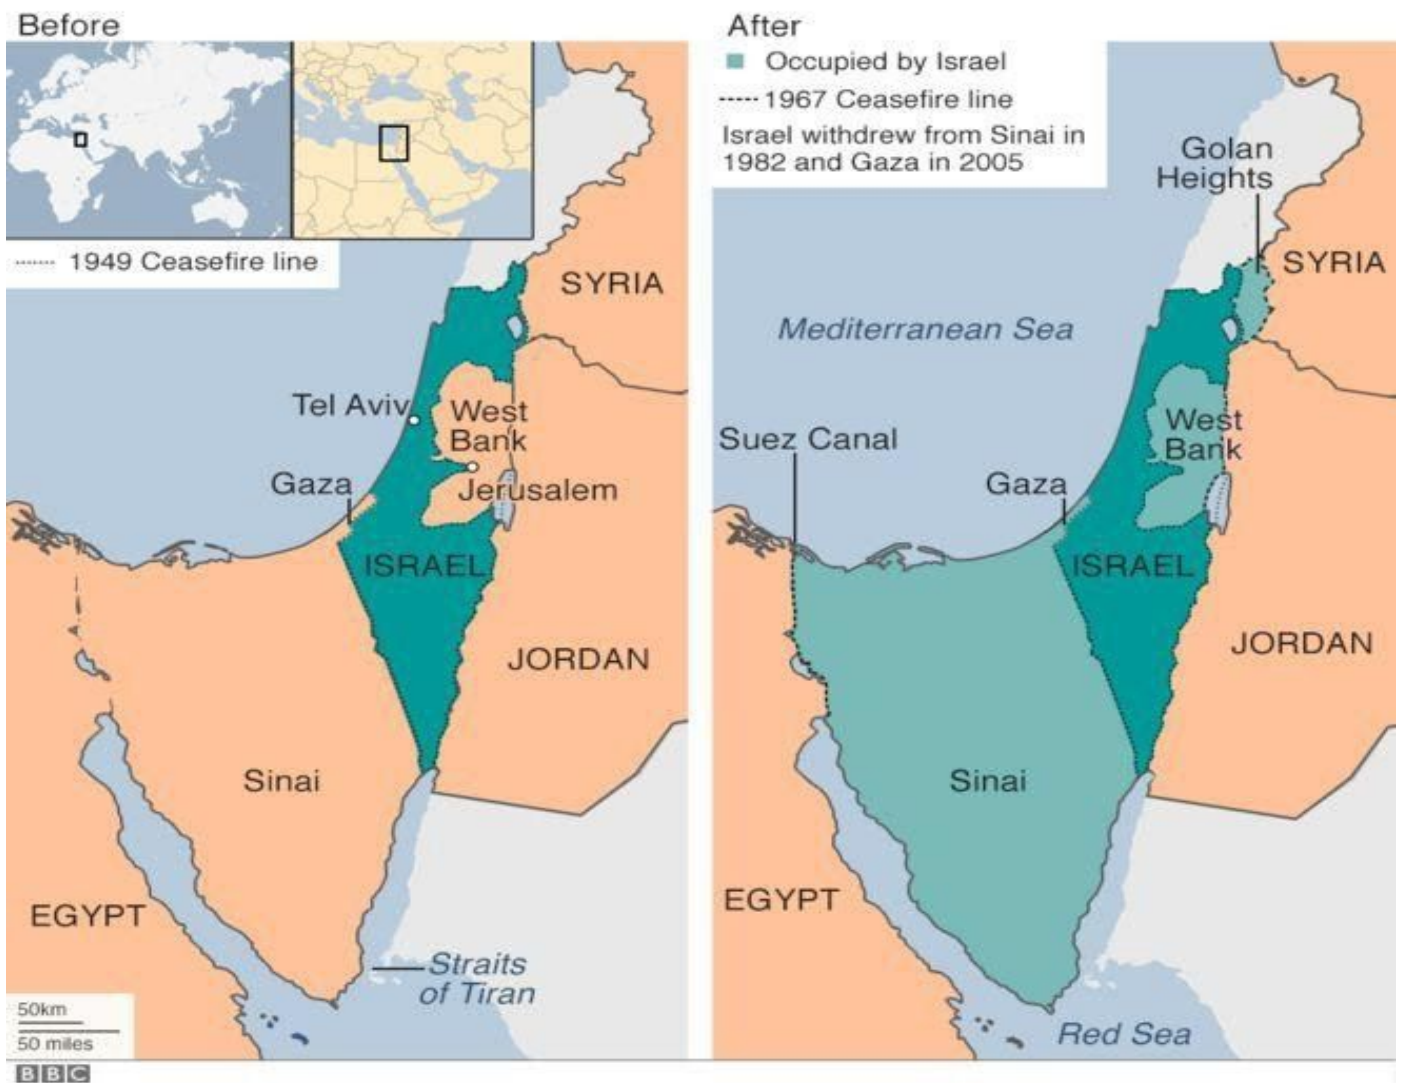 Before
1949 Ceasefire line
SYRIA
Tel Aviv
West
Bank
Gaza
Jerusalem
ISRAEL
JORDAN
Sinai
EGYPT
Straits
of Tiran
50km
50 miles
BBC
After
Occupied by Israel
1967 Ceasefire line
Israel withdrew from Sinai in
1982 and Gaza in 2005
Golan
Heights
SYRIA
Mediterranean Sea
Suez Canal
West
Bank
Gaza
ISRAEL
JORDAN
Sinai
EGYPT
Red Sea